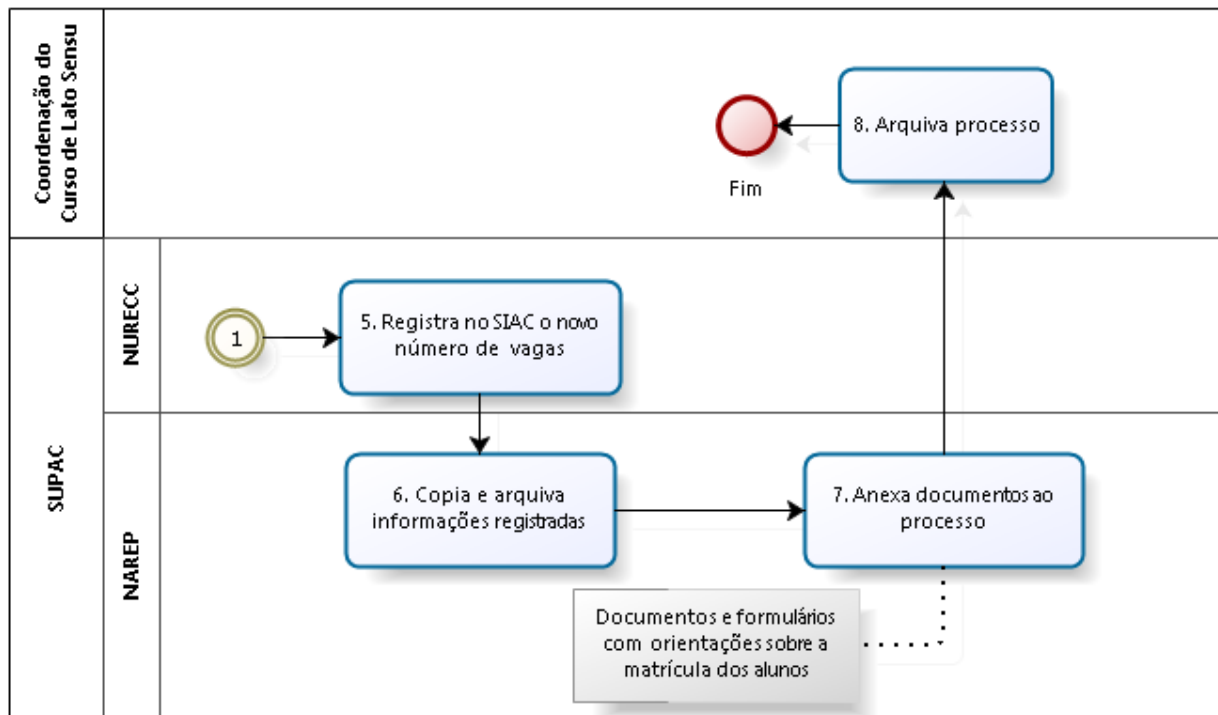 Coordenação do
Curso de Lato Sensu
8. Arquiva processo
Fim
SUPAC
NURECC
1
5. Registra no SIAC o novo
número de vagas
NAREP
6. Copia e arquiva
informações registradas
7. Anexa documentos ao
processo
Documentos e formulários
com orientações sobre a
matrícula dos alunos